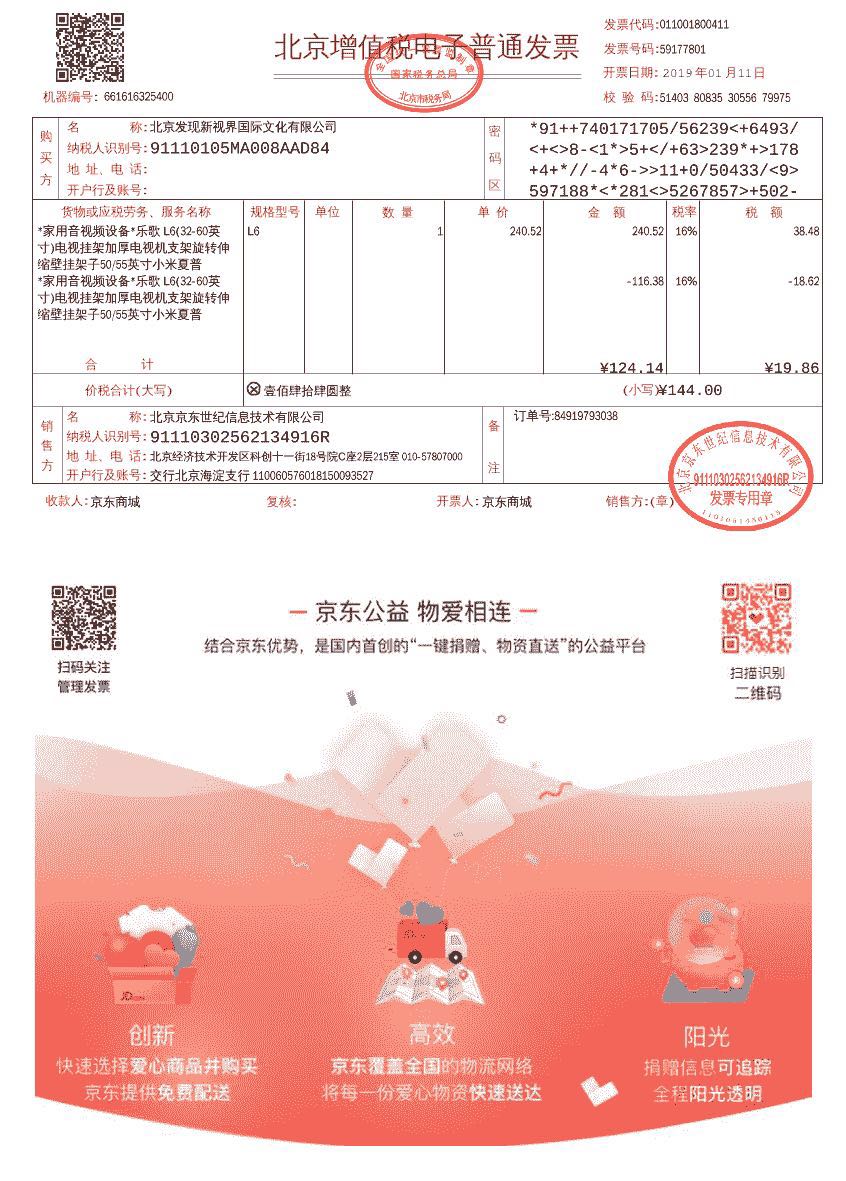 北京增值税电子普通发票
全国统一发票监制章
国家税务总局
北京市税务局
发票代码:011001800411
发票号码:59177801
开票日期: 2019 年01 月11日
校 验 码:51403 80835 30556 79975
机器编号: 661616325400
购买方
名 称:北京发现新视界国际文化有限公司
纳税人识别号:91110105MA008AAD84
地 址、电 话:
开户行及账号:
密码区
*91++740171705/56239<+6493/
<+<>8-<1*>5+</+63>239*+>178
+4+*//-4*6->>11+0/50433/<9>
597188*<*281<>5267857>+502-
货物或应税劳务、服务名称 规格型号 单位 数 量 单 价 金 额 税率 税 额
*家用音视频设备*乐歌 L6(32-60英 L6 1 240.52 240.52 16% 38.48
寸)电视挂架加厚电视机支架旋转伸
缩壁挂架子50/55英寸小米夏普
*家用音视频设备*乐歌 L6(32-60英 -116.38 16% -18.62
寸)电视挂架加厚电视机支架旋转伸
缩壁挂架子50/55英寸小米夏普
合 计 ¥124.14 ¥19.86
价税合计(大写) ⊗壹佰肆拾肆圆整 (小写)¥144.00
销售方
名 称:北京京东世纪信息技术有限公司
纳税人识别号:91110302562134916R
地 址、电 话:北京经济技术开发区科创十一街18号院C座2层215室 010-57807000
开户行及账号:交行北京海淀支行 110060576018150093527
备注
订单号:84919793038
北京京东世纪信息技术有限公司
91110302562134916R
发票专用章
收款人:京东商城 复核: 开票人:京东商城 销售方:(章)
京东公益 物爱相连
结合京东优势，是国内首创的“一键捐赠、物资直送”的公益平台
扫码关注
管理发票
扫描识别
二维码
创新
快速选择爱心商品并购买
京东提供免费配送
高效
京东覆盖全国的物流网络
将每一份爱心物资快速送达
阳光
捐赠信息可追踪
全程阳光透明